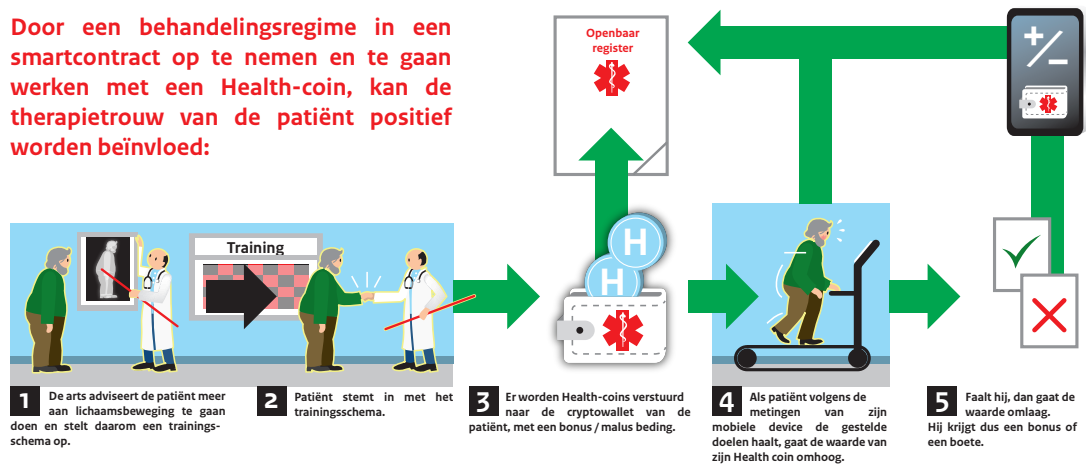 Door een behandelingsregime in een
smartcontract op te nemen en te gaan
werken met een Health-coin, kan de
therapietrouw van de patiënt positief
worden beïnvloed:
Openbaar
register
+/−
Training
H
H
1 De arts adviseert de patiënt meer
aan lichaamsbeweging te gaan
doen en stelt daarom een trainings-
schema op.
2 Patiënt stemt in met het
trainingsschema.
3 Er worden Health-coins verstuurd
naar de cryptowallet van de
patiënt, met een bonus / malus beding.
4 Als patiënt volgens de
metingen van zijn
mobiele device de gestelde
doelen haalt, gaat de waarde van
zijn Health coin omhoog.
5 Faalt hij, dan gaat de
waarde omlaag.
Hij krijgt dus een bonus of
een boete.